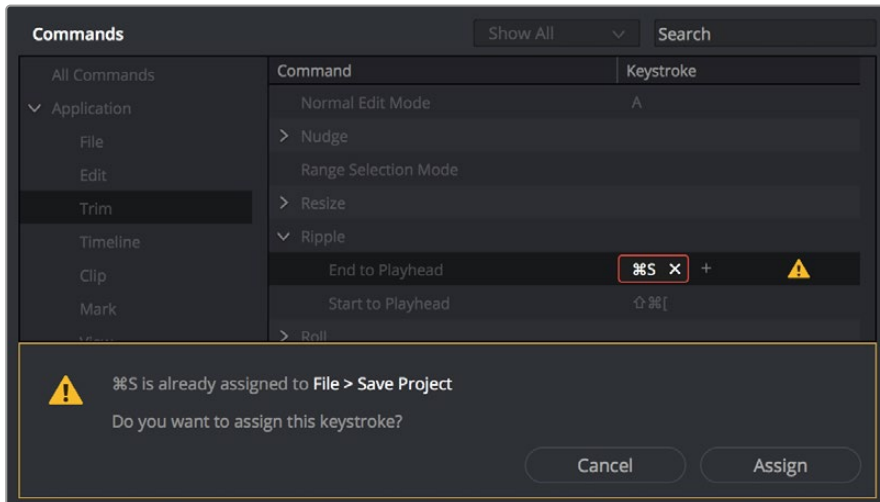 Commands
Show All
Search
All Commands
Command
Keystroke
Application
Normal Edit Mode
A
File
Nudge
Edit
Range Selection Mode
Trim
Resize
Timeline
Ripple
Clip
End to Playhead
⌘S ✕ +
Mark
Start to Playhead
⇧⌘[
View
Roll
⌘S is already assigned to File > Save Project
Do you want to assign this keystroke?
Cancel
Assign